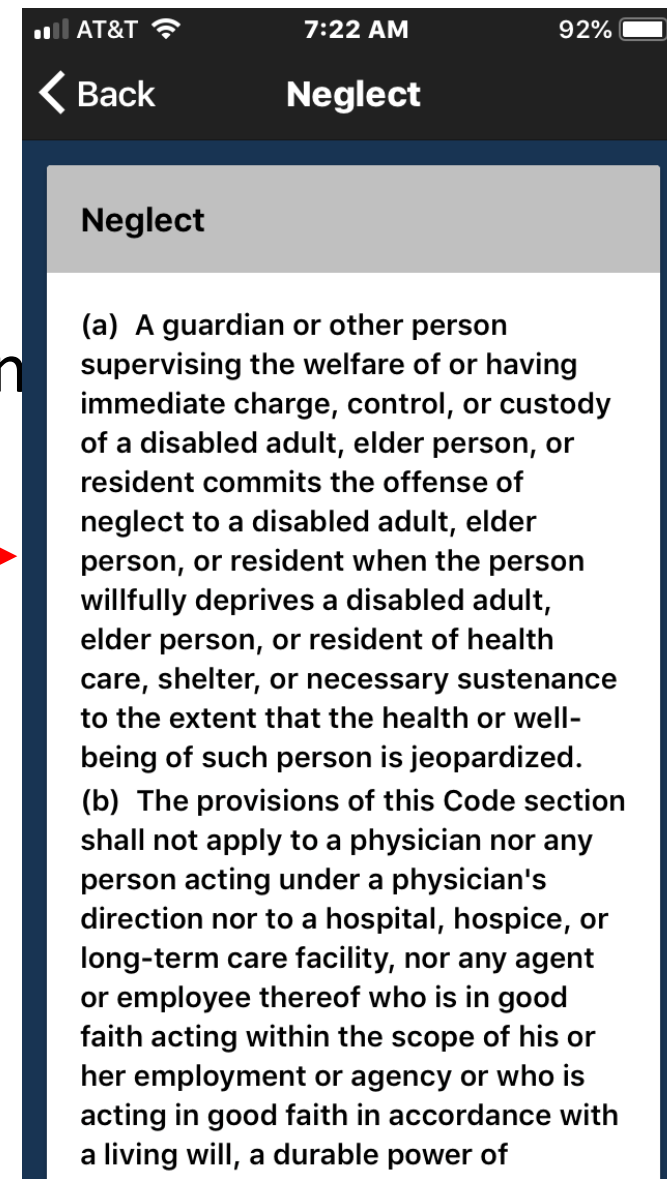 AT&T 7:22 AM 92%
Back Neglect
Neglect
(a) A guardian or other person
supervising the welfare of or having
immediate charge, control, or custody
of a disabled adult, elder person, or
resident commits the offense of
neglect to a disabled adult, elder
person, or resident when the person
willfully deprives a disabled adult,
elder person, or resident of health
care, shelter, or necessary sustenance
to the extent that the health or well-
being of such person is jeopardized.
(b) The provisions of this Code section
shall not apply to a physician nor any
person acting under a physician's
direction nor to a hospital, hospice, or
long-term care facility, nor any agent
or employee thereof who is in good
faith acting within the scope of his or
her employment or agency or who is
acting in good faith in accordance with
a living will, a durable power of